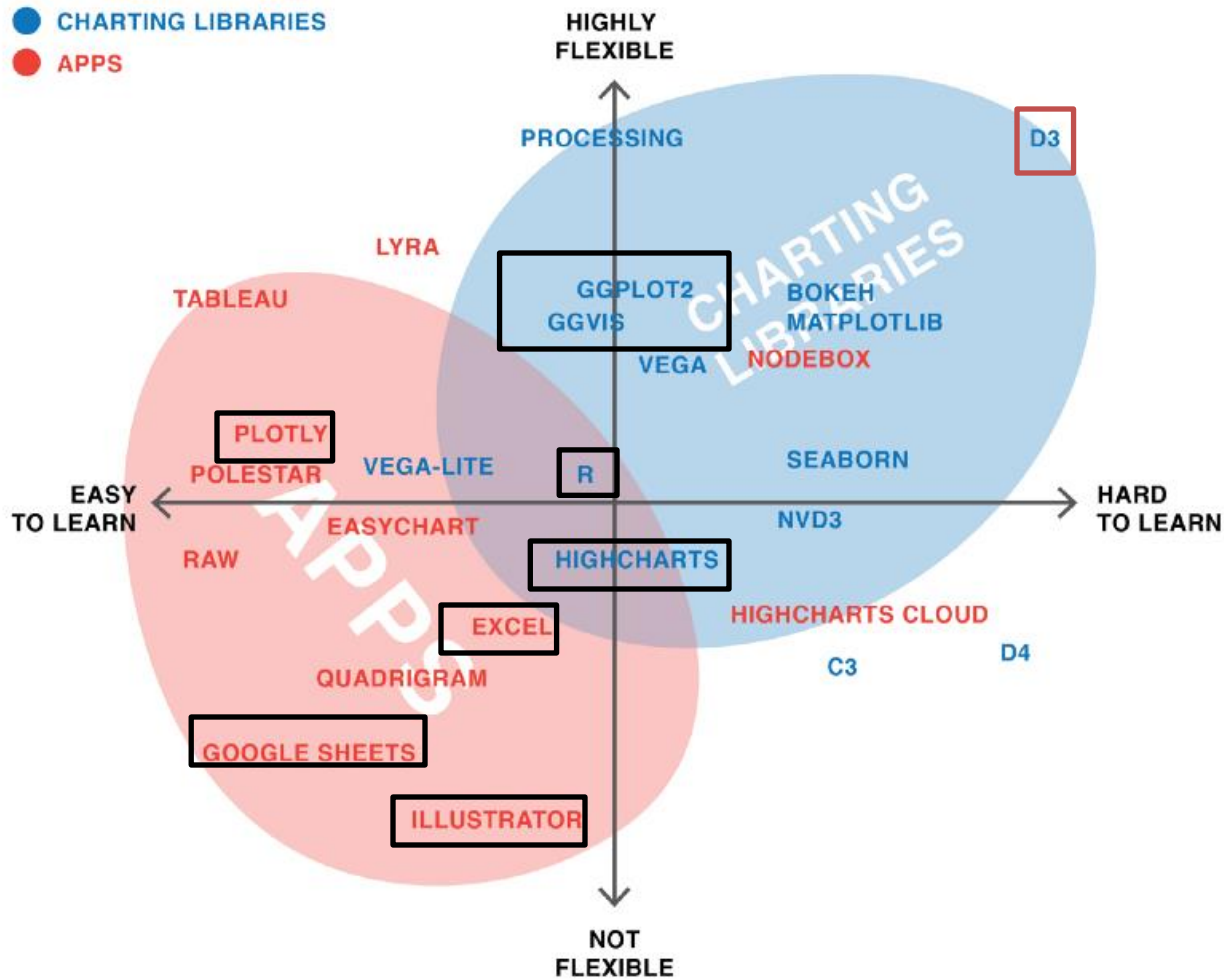 CHARTING LIBRARIES
APPS
HIGHLY
FLEXIBLE
PROCESSING
D3
CHARTING
LIBRARIES
LYRA
TABLEAU
GGPLOT2
GGVIS
BOKEH
MATPLOTLIB
VEGA
NODEBOX
PLOTLY
POLESTAR
VEGA-LITE
R
SEABORN
EASY
TO LEARN
HARD
TO LEARN
APPS
EASYCHART
NVD3
RAW
HIGHCHARTS
EXCEL
HIGHCHARTS CLOUD
C3
D4
QUADRIGRAM
GOOGLE SHEETS
ILLUSTRATOR
NOT
FLEXIBLE